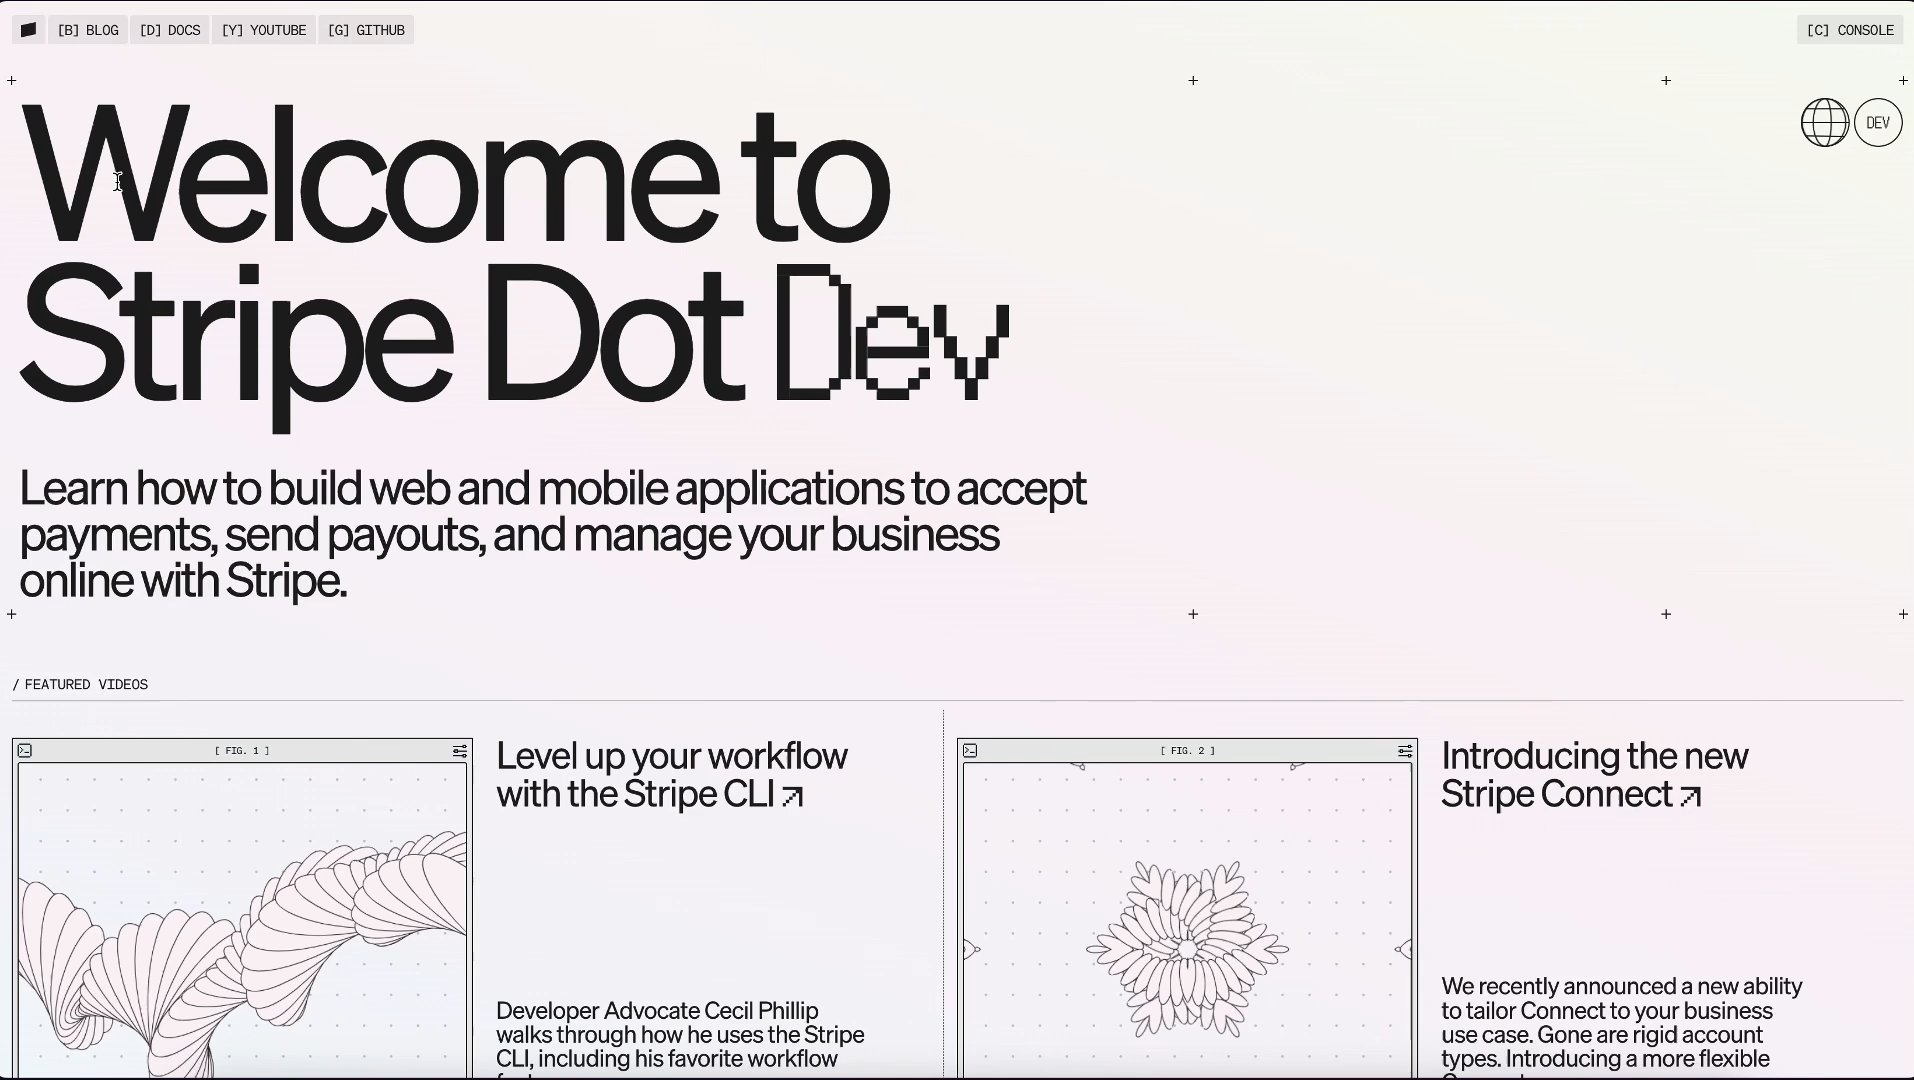 [B] BLOG
[D] DOCS
[Y] YOUTUBE
[G] GITHUB
[C] CONSOLE
Welcome to
Stripe Dot Dev
DEV
Learn how to build web and mobile applications to accept
payments, send payouts, and manage your business
online with Stripe.
/ FEATURED VIDEOS
[ FIG. 1 ]
Level up your workflow
with the Stripe CLI
Developer Advocate Cecil Phillip
walks through how he uses the Stripe
CLI, including his favorite workflow
[ FIG. 2 ]
Introducing the new
Stripe Connect
We recently announced a new ability
to tailor Connect to your business
use case. Gone are rigid account
types. Introducing a more flexible